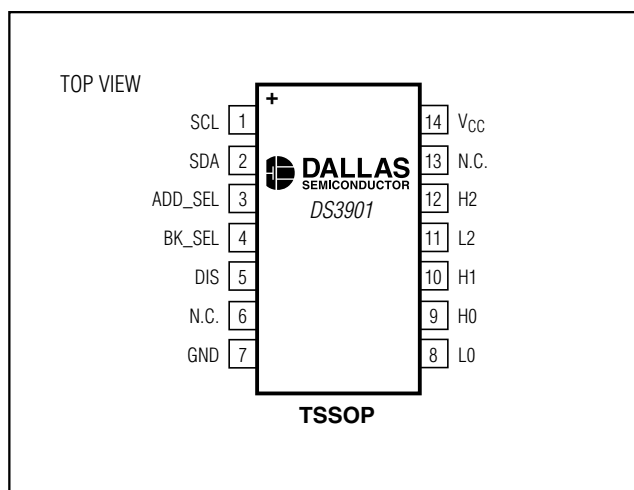 TOP VIEW
+
SCL 1
SDA 2
ADD_SEL 3
BK_SEL 4
DIS 5
N.C. 6
GND 7
DALLAS
SEMICONDUCTOR
DS3901
14 VCC
13 N.C.
12 H2
11 L2
10 H1
9 H0
8 L0
TSSOP